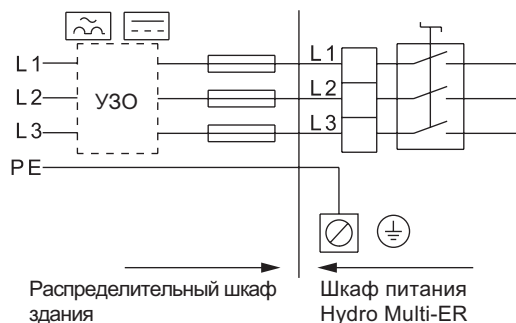 L1
L2
L3
PE
УЗО
L1
L2
L3
Распределительный шкаф
здания
Шкаф питания
Hydro Multi-ER